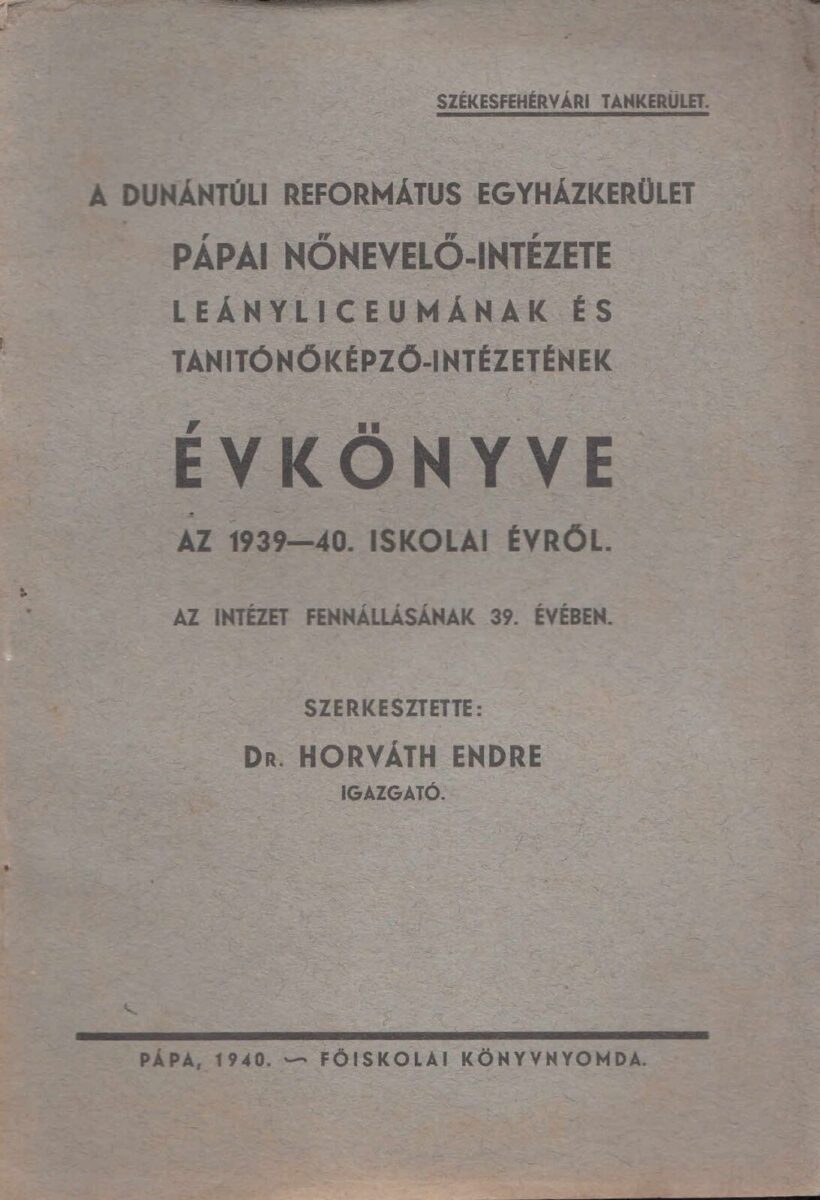 SZÉKESFEHÉRVÁRI TANKERÜLET.
A DUNÁNTÚLI REFORMÁTUS EGYHÁZKERÜLET
PÁPAI NŐNEVELŐ-INTÉZETE
LEÁNYLICEUMÁNAK ÉS
TANITÓNŐKÉPZŐ-INTÉZETÉNEK
ÉVKÖNYVE
AZ 1939—40. ISKOLAI ÉVRŐL.
AZ INTÉZET FENNÁLLÁSÁNAK 39. ÉVÉBEN.
SZERKESZTETTE:
DR. HORVÁTH ENDRE
IGAZGATÓ.
PÁPA, 1940. ~ FŐISKOLAI KÖNYVNYOMDA.